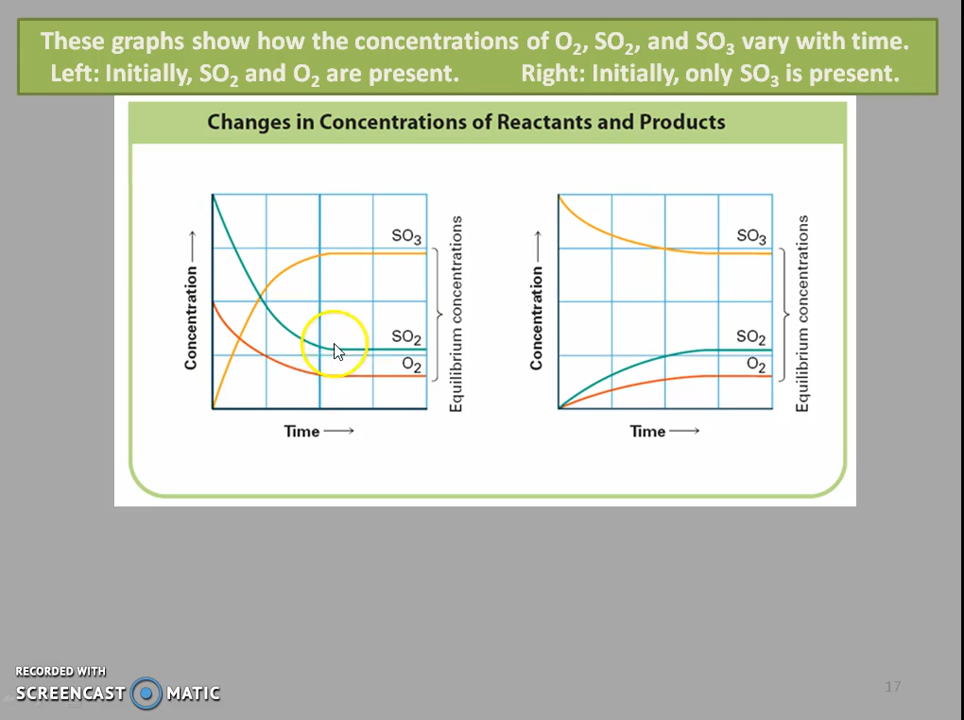 These graphs show how the concentrations of O₂, SO₂, and SO₃ vary with time.
Left: Initially, SO₂ and O₂ are present. Right: Initially, only SO₃ is present.
Changes in Concentrations of Reactants and Products
Concentration
SO₃
SO₂
O₂
Equilibrium concentrations
Time
Concentration
SO₃
SO₂
O₂
Equilibrium concentrations
Time
RECORDED WITH
SCREENCAST MATIC
17